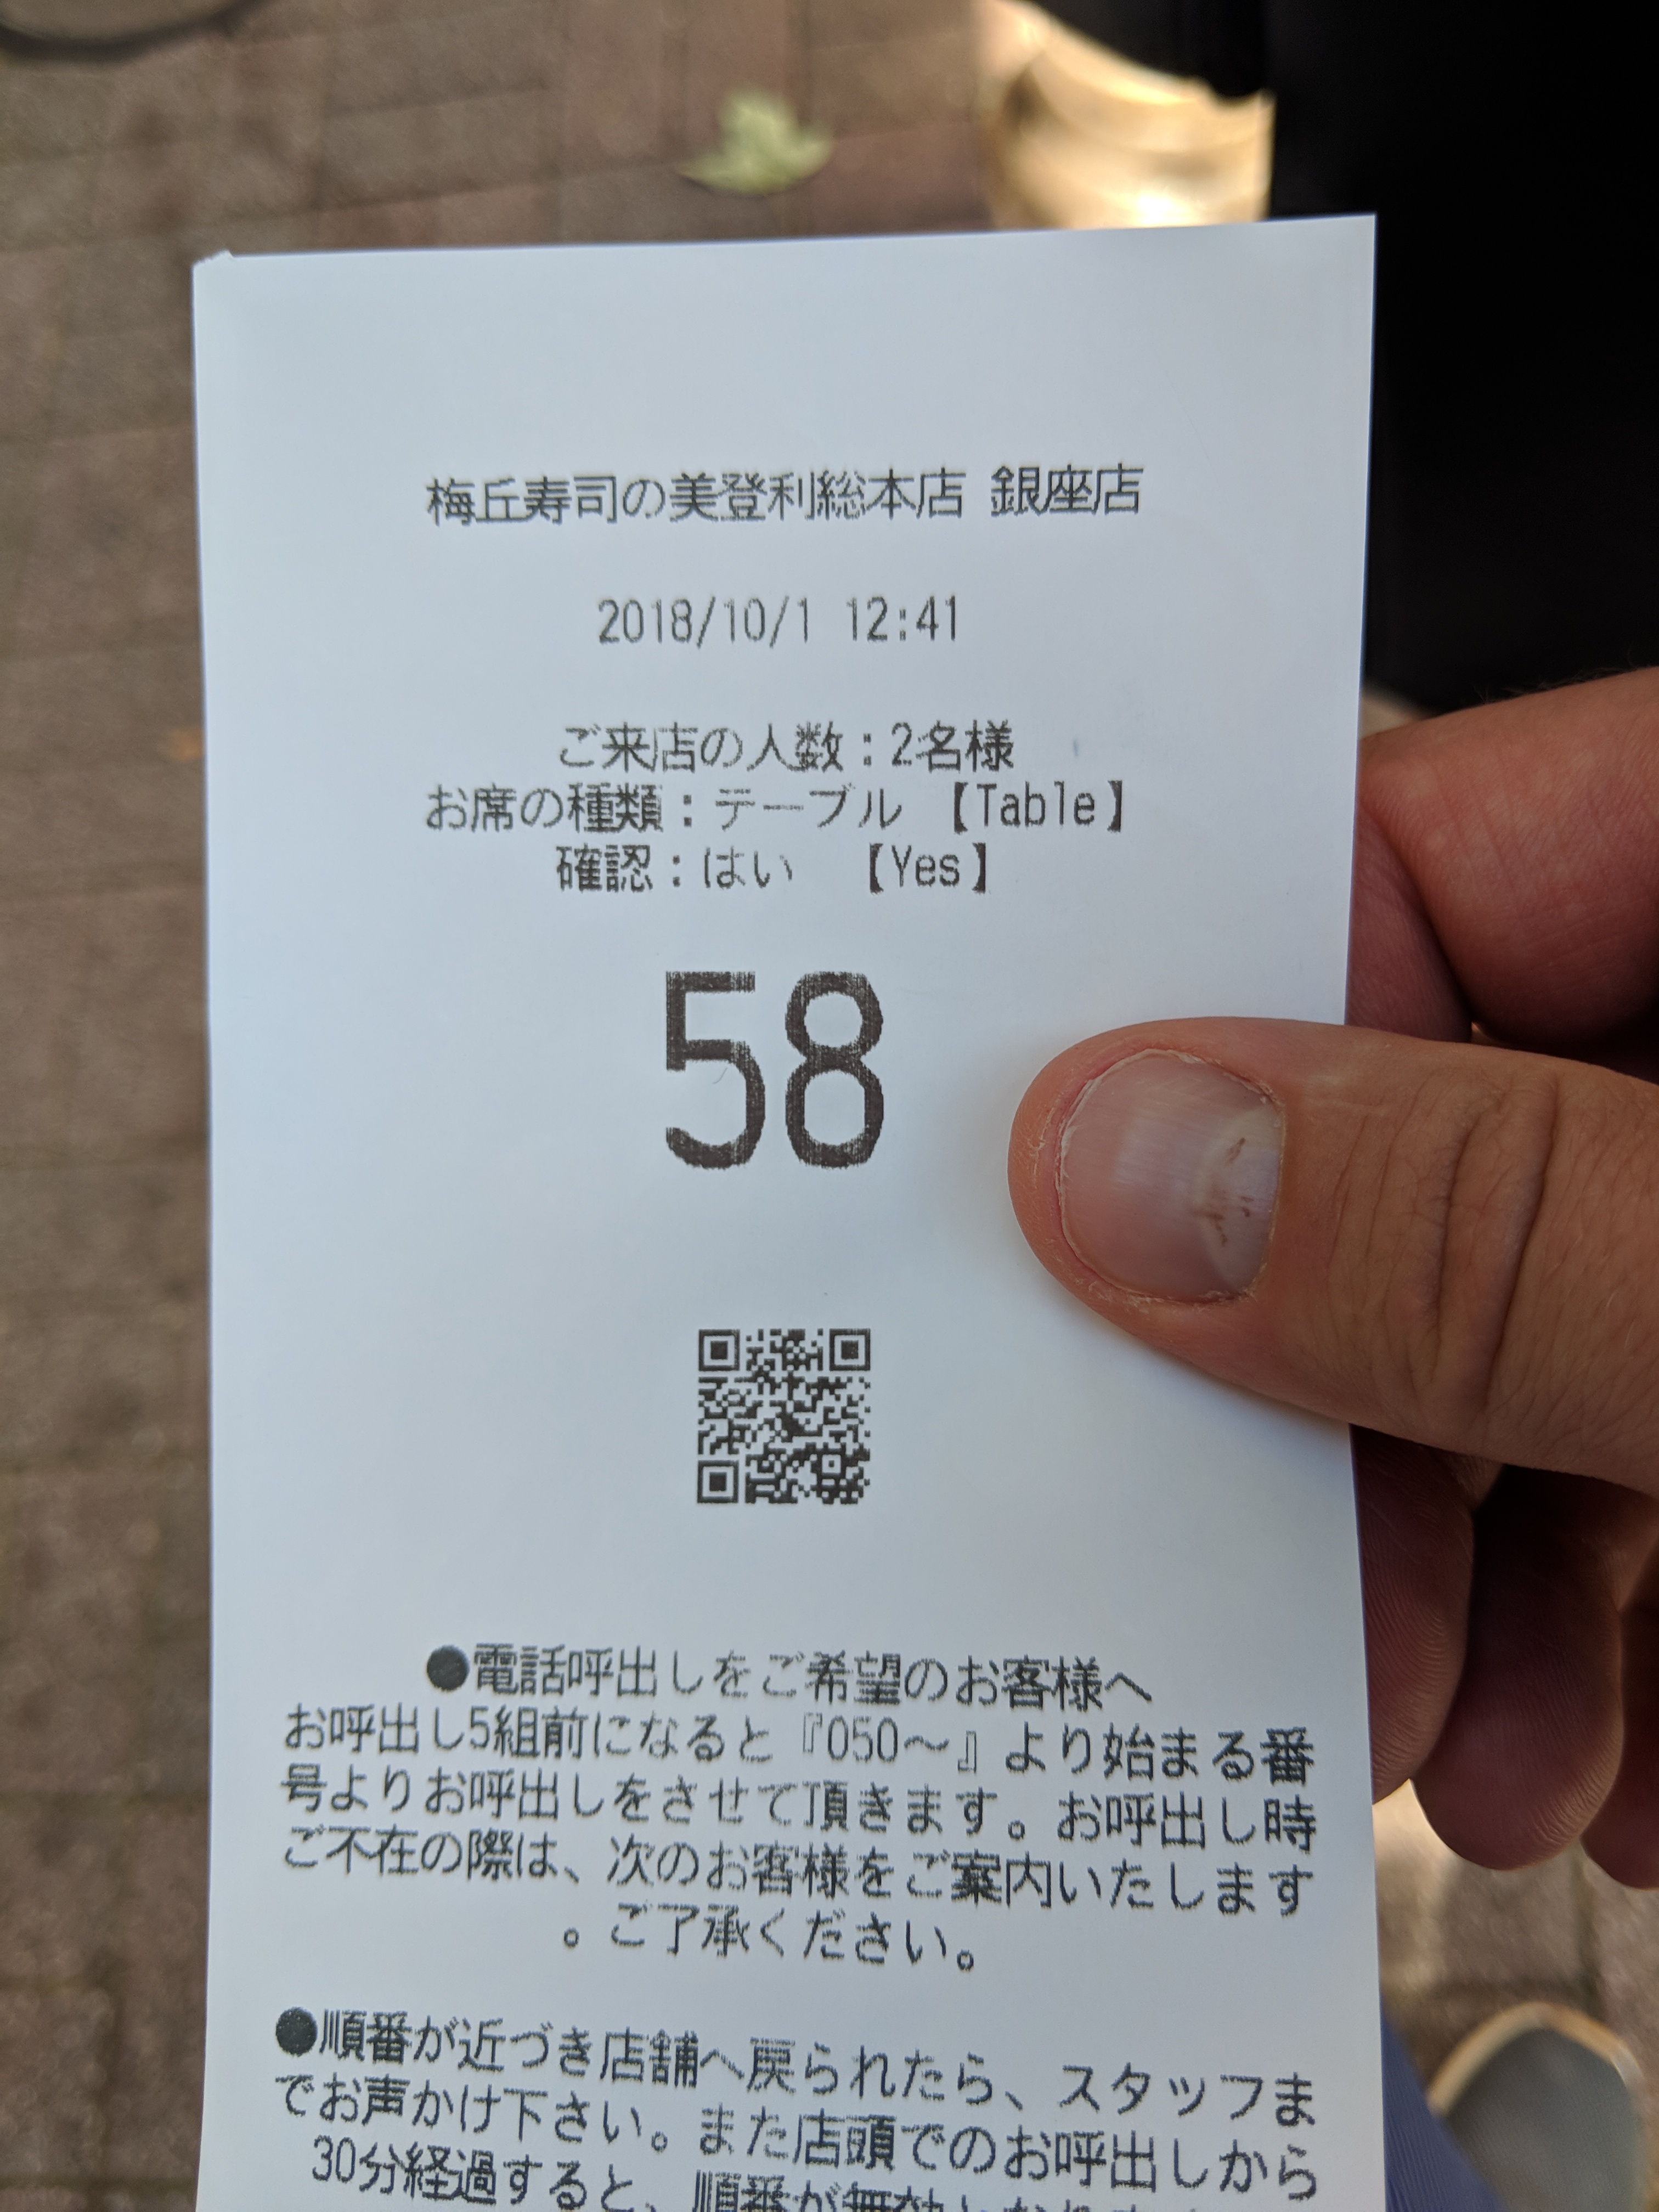 梅丘寿司の美登利総本店 銀座店
2018/10/1 12:41
ご来店の人数：2名様
お席の種類：テーブル 【Table】
確認：はい 【Yes】
58
●電話呼出しをご希望のお客様へ
お呼出し5組前になると『050～』より始まる番
号よりお呼出しをさせて頂きます。お呼出し時
ご不在の際は、次のお客様をご案内いたします
。ご了承ください。
●順番が近づき店舗へ戻られたら、スタッフま
でお声かけ下さい。また店頭でのお呼出しから
30分経過すると、順番が無効と